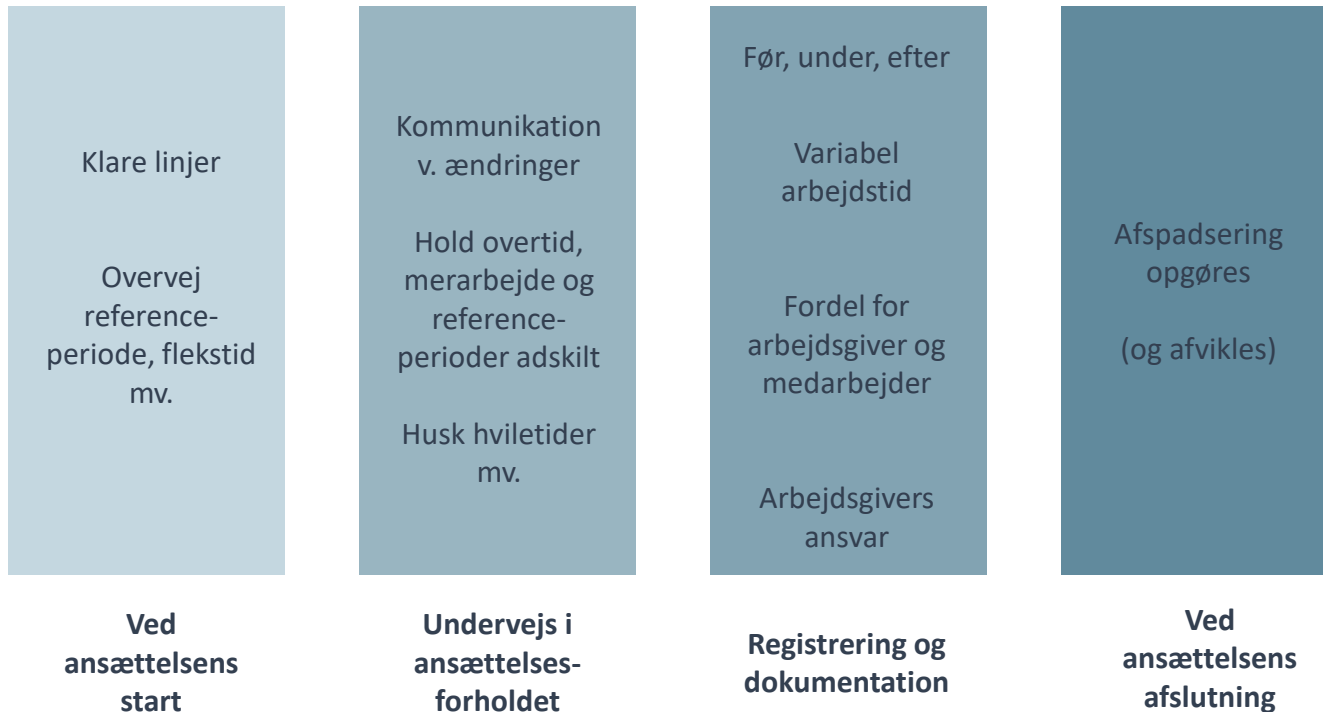 Klare linjer
Overvej
reference-
periode, flekstid
mv.
Ved
ansættelsens
start
Kommunikation
v. ændringer
Hold overtid,
merarbejde og
reference-
perioder adskilt
Husk hviletider
mv.
Undervejs i
ansættelses-
forholdet
Før, under, efter
Variabel
arbejdstid
Fordel for
arbejdsgiver og
medarbejder
Arbejdsgivers
ansvar
Registrering og
dokumentation
Afspadsering
opgøres
(og afvikles)
Ved
ansættelsens
afslutning